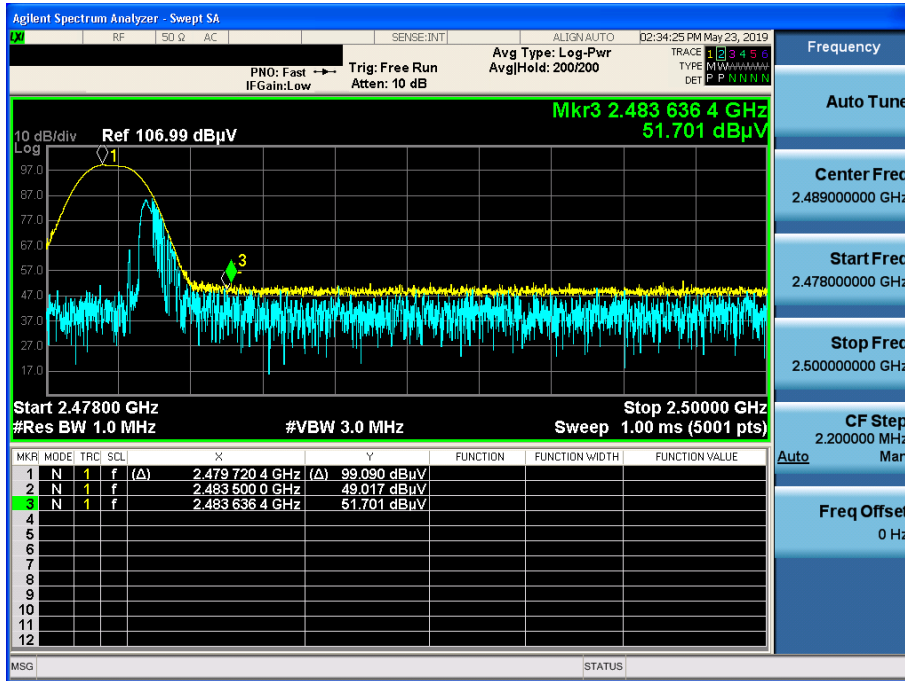 Agilent Spectrum Analyzer - Swept SA
LXI RF 50 Ω AC SENSE:INT ALIGN AUTO 02:34:25 PM May 23, 2019
PNO: Fast Trig: Free Run Avg Type: Log-Pwr TRACE 1 2 3 4 5 6
IFGain:Low Atten: 10 dB Avg|Hold: 200/200 TYPE M
DET P P N N N N
Mkr3 2.483 636 4 GHz
51.701 dBµV
10 dB/div Ref 106.99 dBµV
Log
97.0
87.0
77.0
67.0
57.0
47.0
37.0
27.0
17.0
1
3
Start 2.47800 GHz Stop 2.50000 GHz
#Res BW 1.0 MHz #VBW 3.0 MHz Sweep 1.00 ms (5001 pts)
MKR MODE TRC SCL X Y FUNCTION FUNCTION WIDTH FUNCTION VALUE
1 N 1 f (Δ) 2.479 720 4 GHz (Δ) 99.090 dBµV
2 N 1 f 2.483 500 0 GHz 49.017 dBµV
3 N 1 f 2.483 636 4 GHz 51.701 dBµV
4
5
6
7
8
9
10
11
12
MSG STATUS
Frequency
Auto Tune
Center Freq
2.489000000 GHz
Start Freq
2.478000000 GHz
Stop Freq
2.500000000 GHz
CF Step
2.200000 MHz
Auto Man
Freq Offset
0 Hz